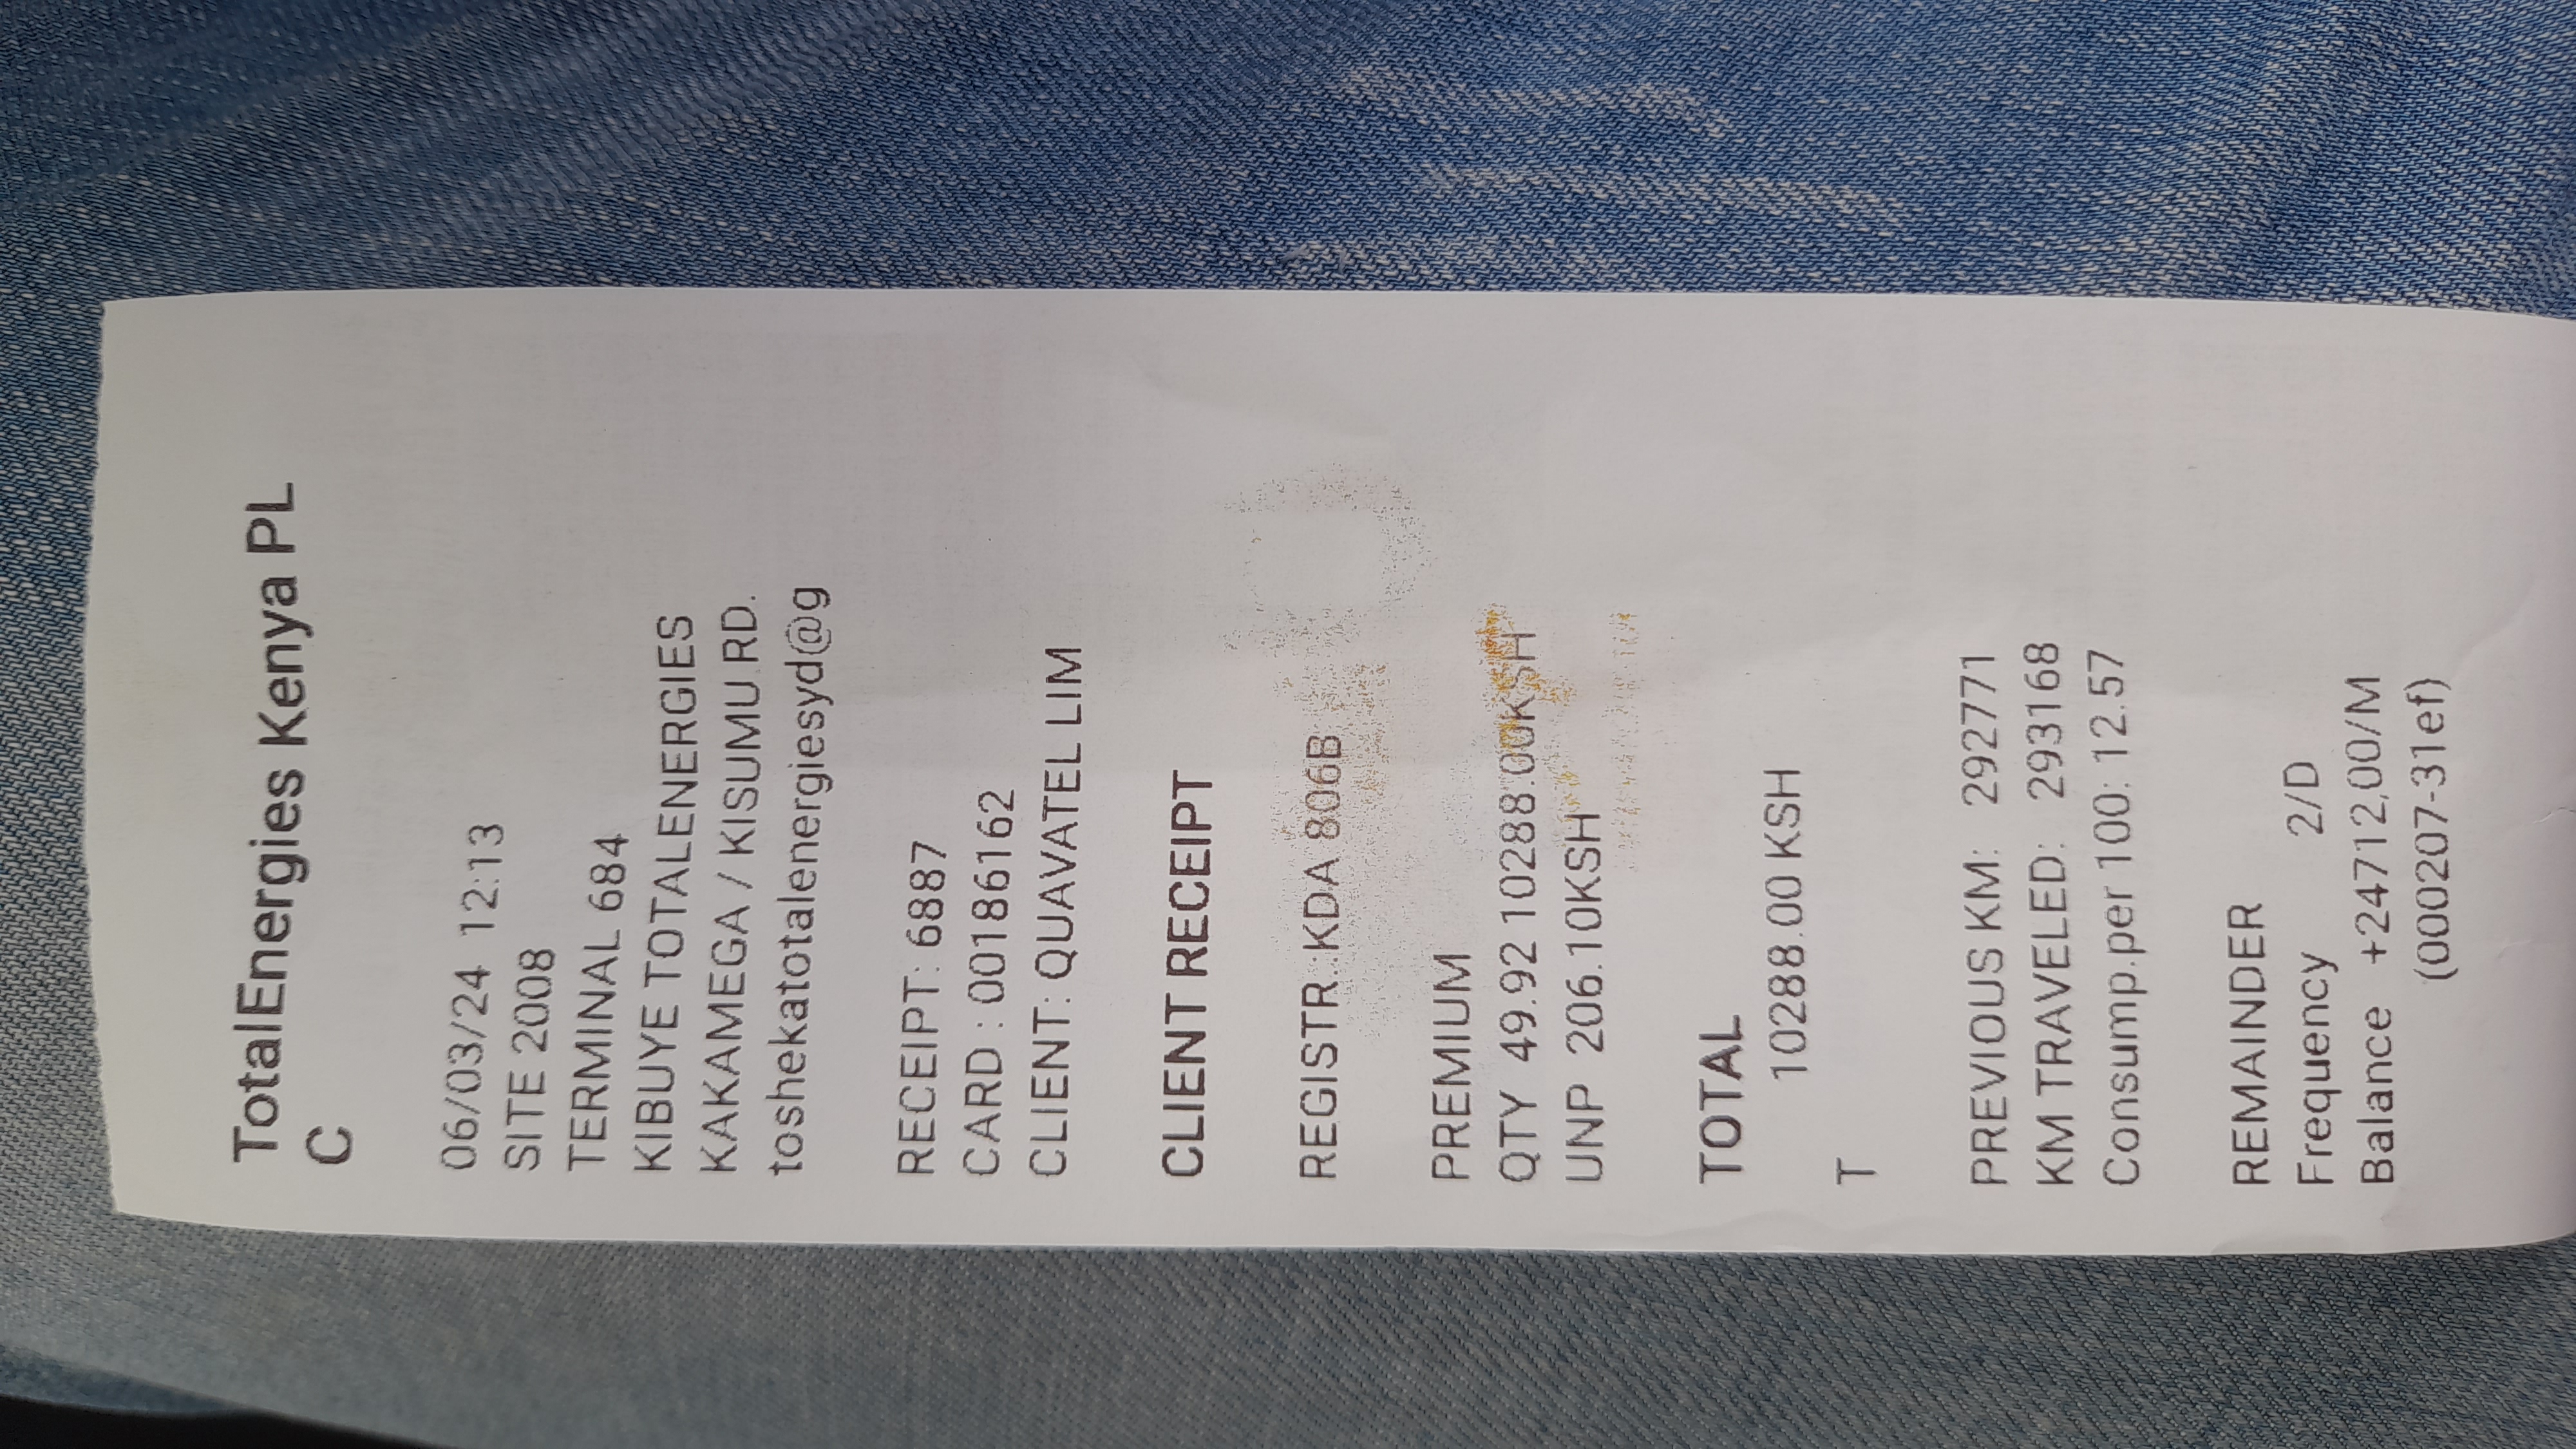 TotalEnergies Kenya PL
C
06/03/24 12:13
SITE 2008
TERMINAL 684
KIBUYE TOTALENERGIES
KAKAMEGA / KISUMU RD.
toshekatotalenergiesyd@g
RECEIPT: 6887
CARD : 00186162
CLIENT: QUAVATEL LIM
CLIENT RECEIPT
REGISTR.:KDA 806B
PREMIUM
QTY 49.92 10288.00KSH
UNP 206.10KSH
TOTAL
10288.00 KSH
T
PREVIOUS KM: 292771
KM TRAVELED: 293168
Consump.per 100: 12.57
REMAINDER
Frequency 2/D
Balance +24712,00/M
(000207-31ef)